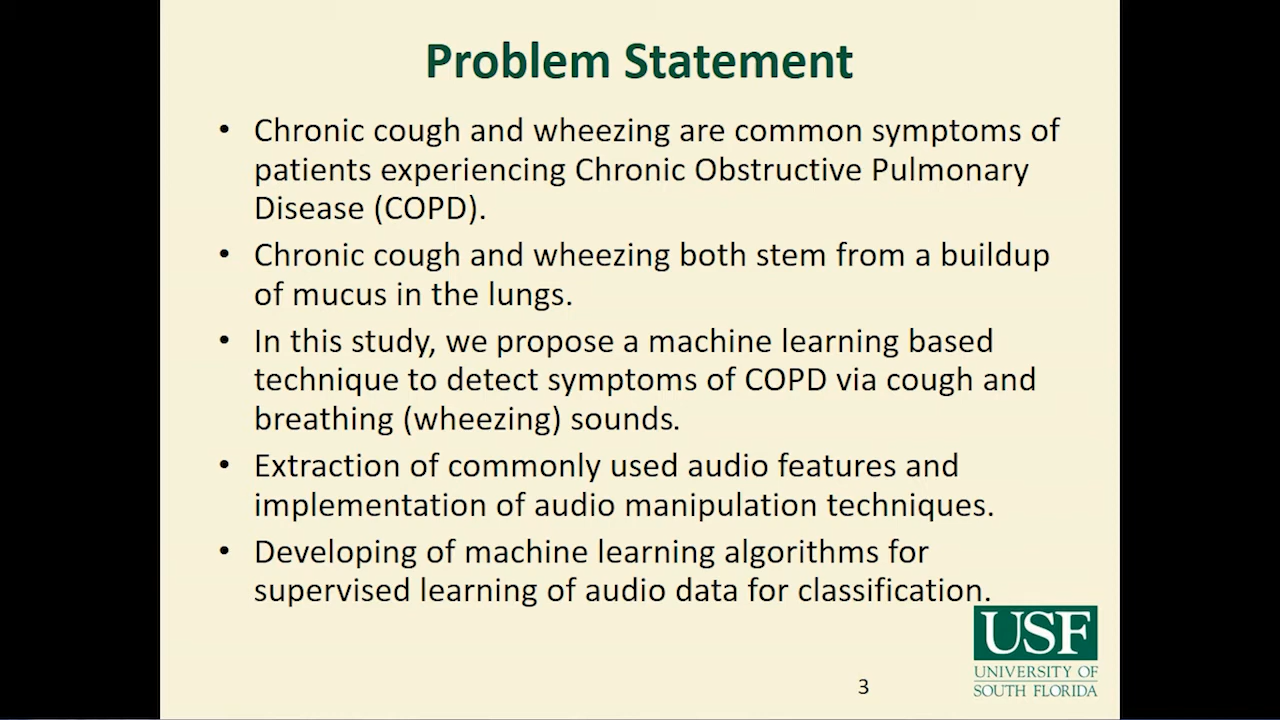 Problem Statement
• Chronic cough and wheezing are common symptoms of
patients experiencing Chronic Obstructive Pulmonary
Disease (COPD).
• Chronic cough and wheezing both stem from a buildup
of mucus in the lungs.
• In this study, we propose a machine learning based
technique to detect symptoms of COPD via cough and
breathing (wheezing) sounds.
• Extraction of commonly used audio features and
implementation of audio manipulation techniques.
• Developing of machine learning algorithms for
supervised learning of audio data for classification.
USF
UNIVERSITY OF
SOUTH FLORIDA
3